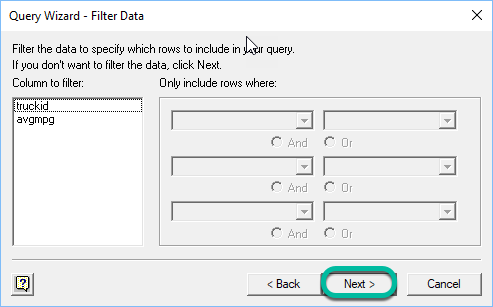 Query Wizard - Filter Data
Filter the data to specify which rows to include in your query.
If you don't want to filter the data, click Next.
Column to filter:
Only include rows where:
truckid
avgmpg
And
Or
And
Or
And
Or
?
< Back
Next >
Cancel